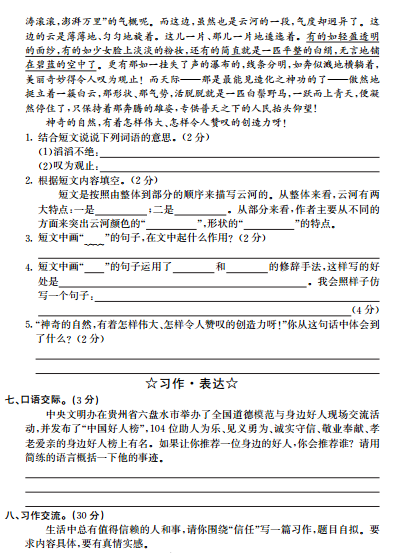 涛滚滚,澎湃万里”的气概呢。而这边,虽然也是云河的一段,气度却迥异了。这
边的云是薄薄地、匀匀地旋着。这儿一片、那儿一片地逶迤着。有的如轻盈透明
的面纱,有的如少女脸上淡淡的粉妆,还有的简直就是一匹平整的白绢,无言地铺
在碧蓝的空中了。更有那如一挂失了声的瀑布的,线条分明,如奔似溅地横躺着,
美丽奇妙得令人叹为观止!而天际——那是最能见造化之神功的了——傲然地
挺立着一簇白云,那形状、那气势,活脱脱就是一匹白鬃野马,一跃而上青天,便凝
然停住了,只保持着那奔腾的雄姿,专供普天之下的人民抬头仰望!
神奇的自然,有着怎样伟大、怎样令人赞叹的创造力呀!
1. 结合短文说说下列词语的意思。(2分)
(1)滔滔不绝:
(2)叹为观止:
2. 根据短文内容填空。(2分)
短文是按照由整体到部分的顺序来描写云河的。从整体来看,云河有两
大特点:一是 ;二是 。从部分来看,作者主要从不同的
方面来突出云河颜色的“ ”,形状的“ ”的特点。
3. 短文中画“ ”的句子,在文中起什么作用?(2分)
4. 短文中画“ ”的句子运用了 和 的修辞手法,这样写的好
处是 。我会照样子仿
写一个句子:
(4分)
5. “神奇的自然,有着怎样伟大、怎样令人赞叹的创造力呀!”你从这句话中体会到
了什么?(2分)
☆习作·表达☆
七、口语交际。(3分)
中央文明办在贵州省六盘水市举办了全国道德模范与身边好人现场交流活
动,并发布了“中国好人榜”,104位助人为乐、见义勇为、诚实守信、敬业奉献、孝
老爱亲的身边好人榜上有名。如果让你推荐一位身边的好人,你会推荐谁?请用
简练的语言概括一下他的事迹。
八、习作交流。(30分)
生活中总有值得信赖的人和事,请你围绕“信任”写一篇习作,题目自拟。要
求内容具体,要有真情实感。